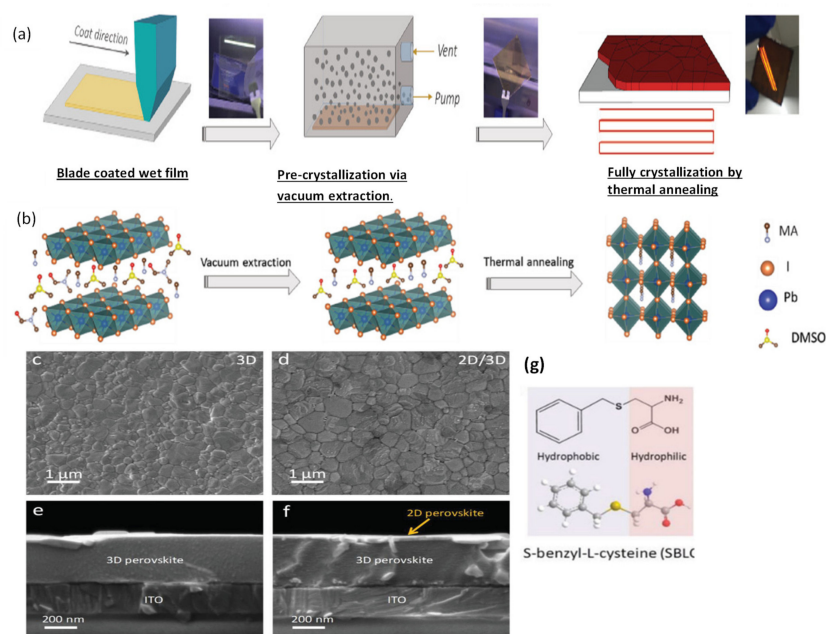 (a)
Coat direction
Vent
Pump
Blade coated wet film
Pre-crystallization via
vacuum extraction.
Fully crystallization by
thermal annealing
(b)
Vacuum extraction
Thermal annealing
MA
I
Pb
DMSO
c
3D
1 μm
d
2D/3D
1 μm
(g)
S
NH₂
O
OH
Hydrophobic
Hydrophilic
S-benzyl-L-cysteine (SBLC
e
3D perovskite
ITO
200 nm
f
2D perovskite
3D perovskite
ITO
200 nm